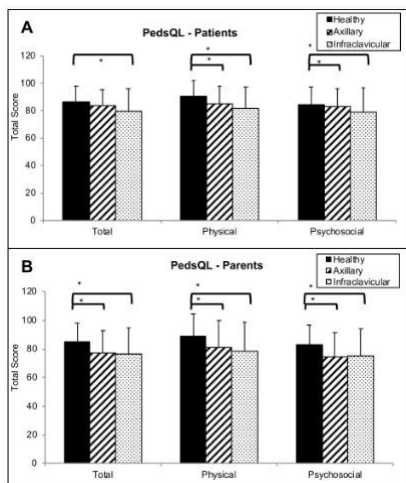 A
PedsQL - Patients
Healthy
Axillary
Infraclavicular
*
*
*
*
*
120
100
80
60
40
20
0
Total Score
Total
Physical
Psychosocial
B
PedsQL - Parents
Healthy
Axillary
Infraclavicular
*
*
*
*
*
*
120
100
80
60
40
20
0
Total Score
Total
Physical
Psychosocial